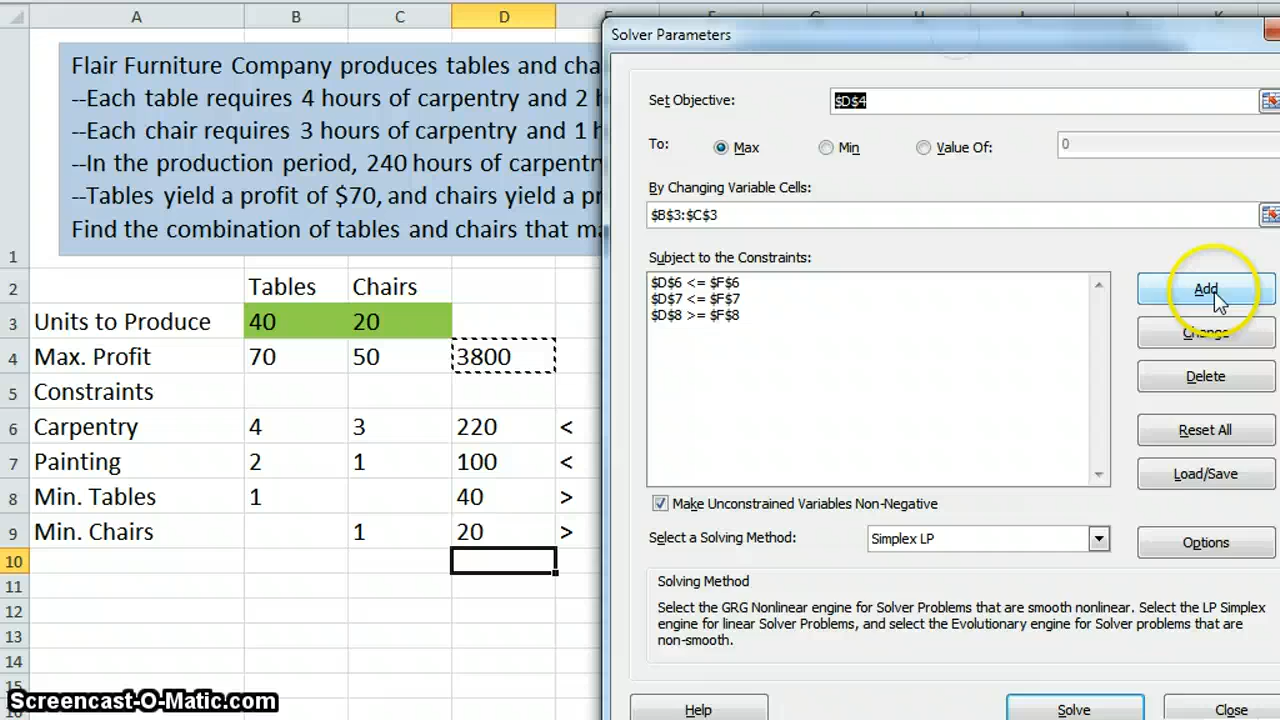 A B C D
Solver Parameters
1
Flair Furniture Company produces tables and cha
--Each table requires 4 hours of carpentry and 2 h
--Each chair requires 3 hours of carpentry and 1 h
--In the production period, 240 hours of carpentry
--Tables yield a profit of $70, and chairs yield a pr
Find the combination of tables and chairs that ma
2 Tables Chairs
3 Units to Produce 40 20
4 Max. Profit 70 50 3800
5 Constraints
6 Carpentry 4 3 220 <
7 Painting 2 1 100 <
8 Min. Tables 1 40 >
9 Min. Chairs 1 20 >
10
11
12
13
14
15
Set Objective: $D$4
To: Max Min Value Of: 0
By Changing Variable Cells:
$B$3:$C$3
Subject to the Constraints:
$D$6 <= $F$6
$D$7 <= $F$7
$D$8 >= $F$8
Add
Change
Delete
Reset All
Load/Save
Make Unconstrained Variables Non-Negative
Select a Solving Method: Simplex LP
Options
Solving Method
Select the GRG Nonlinear engine for Solver Problems that are smooth nonlinear. Select the LP Simplex
engine for linear Solver Problems, and select the Evolutionary engine for Solver problems that are
non-smooth.
Help Solve Close
Screencast-O-Matic.com